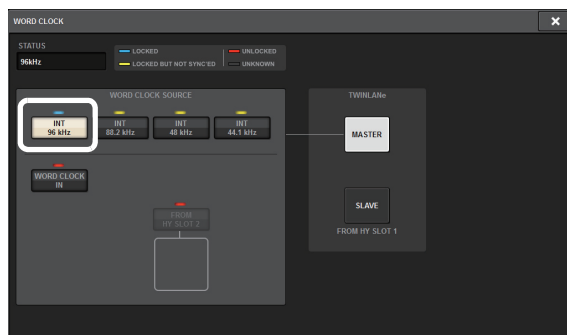 WORD CLOCK
STATUS
96kHz
LOCKED
UNLOCKED
LOCKED BUT NOT SYNC'ED
UNKNOWN
WORD CLOCK SOURCE
TWINLANe
INT
96 kHz
INT
88.2 kHz
INT
48 kHz
INT
44.1 kHz
MASTER
WORD CLOCK
IN
FROM
HY SLOT 2
SLAVE
FROM HY SLOT 1